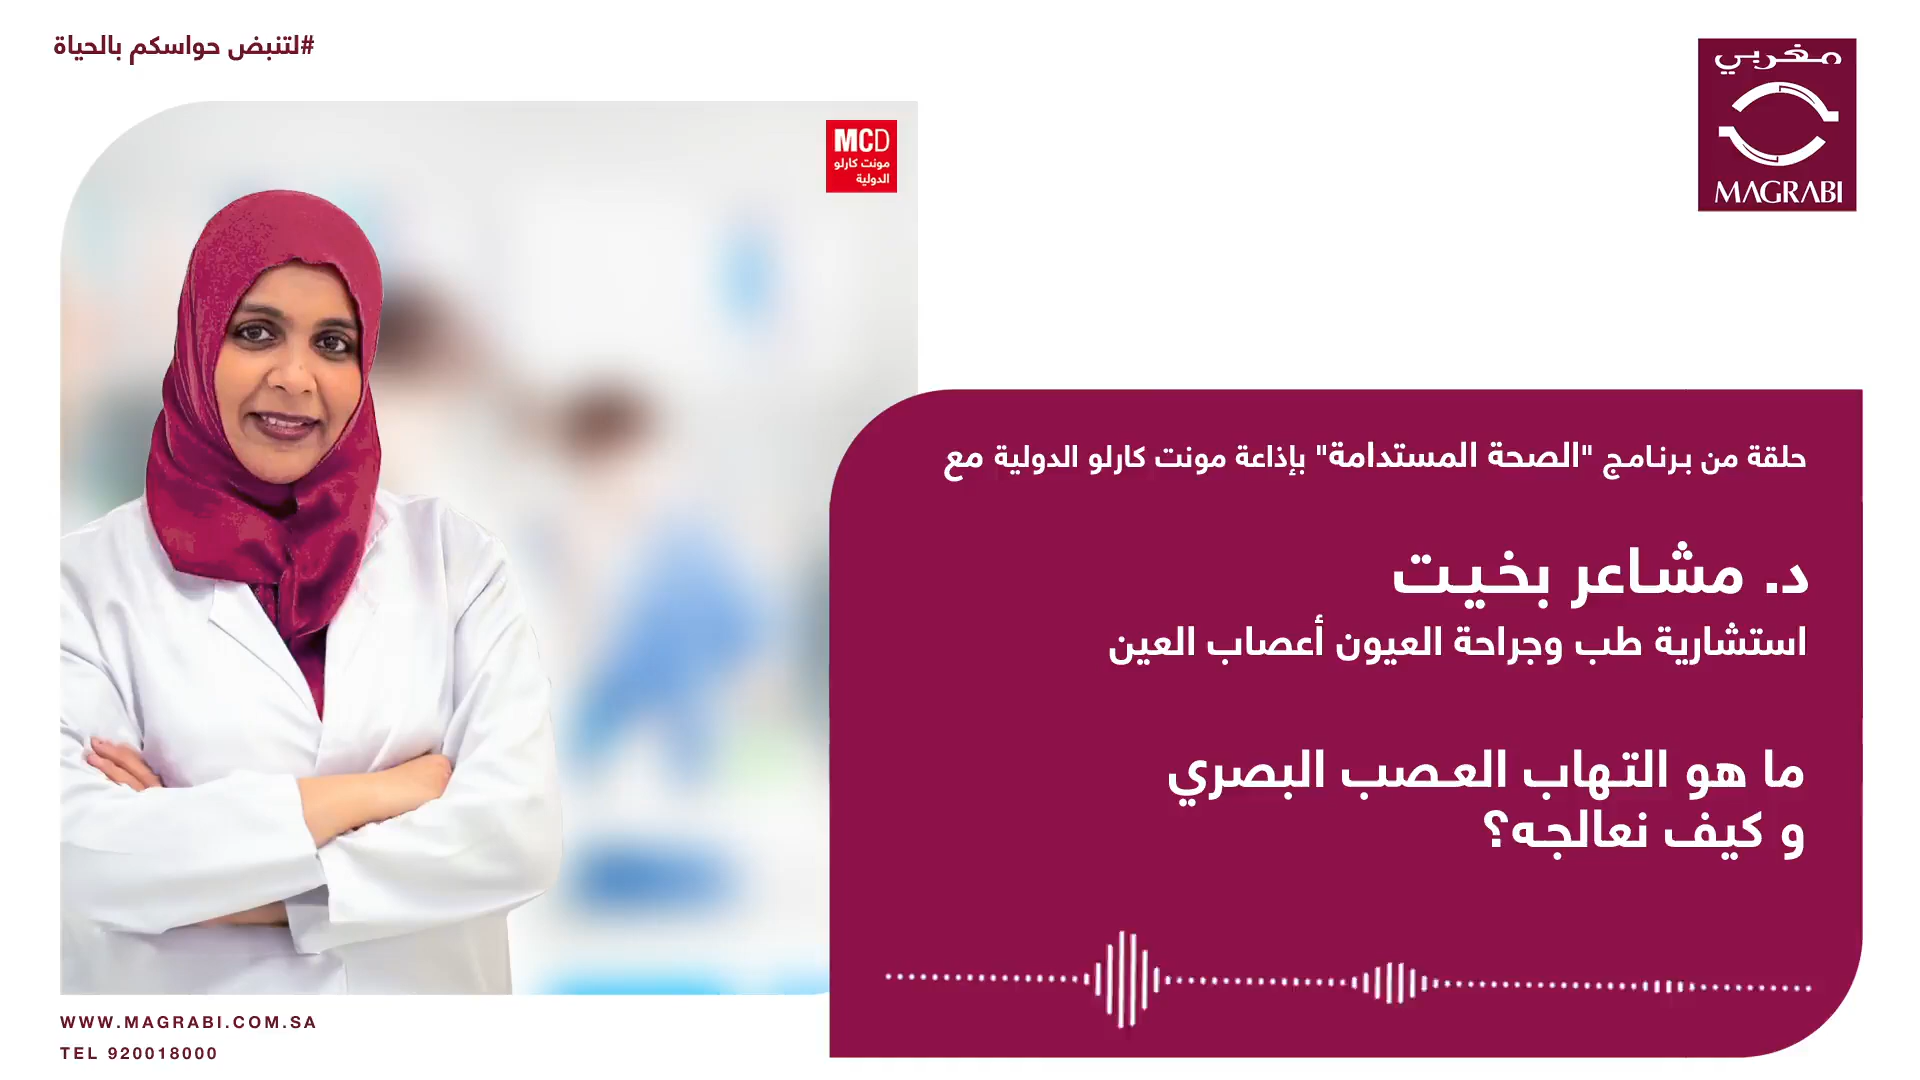 #لتنبض حواسكم بالحياة
مغربي
MAGRABI
MCD
مونت كارلو
الدولية
حلقة من برنامج "الصحة المستدامة" بإذاعة مونت كارلو الدولية مع
د. مشاعر بخيت
استشارية طب وجراحة العيون أعصاب العين
ما هو التهاب العصب البصري
و كيف نعالجه؟
WWW.MAGRABI.COM.SA
TEL 920018000